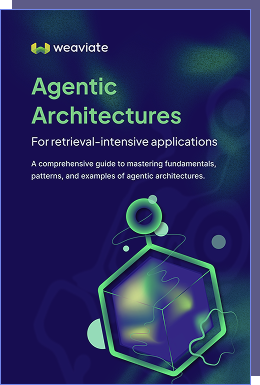 weaviate
Agentic
Architectures
For retrieval-intensive applications
A comprehensive guide to mastering fundamentals,
patterns, and examples of agentic architectures.